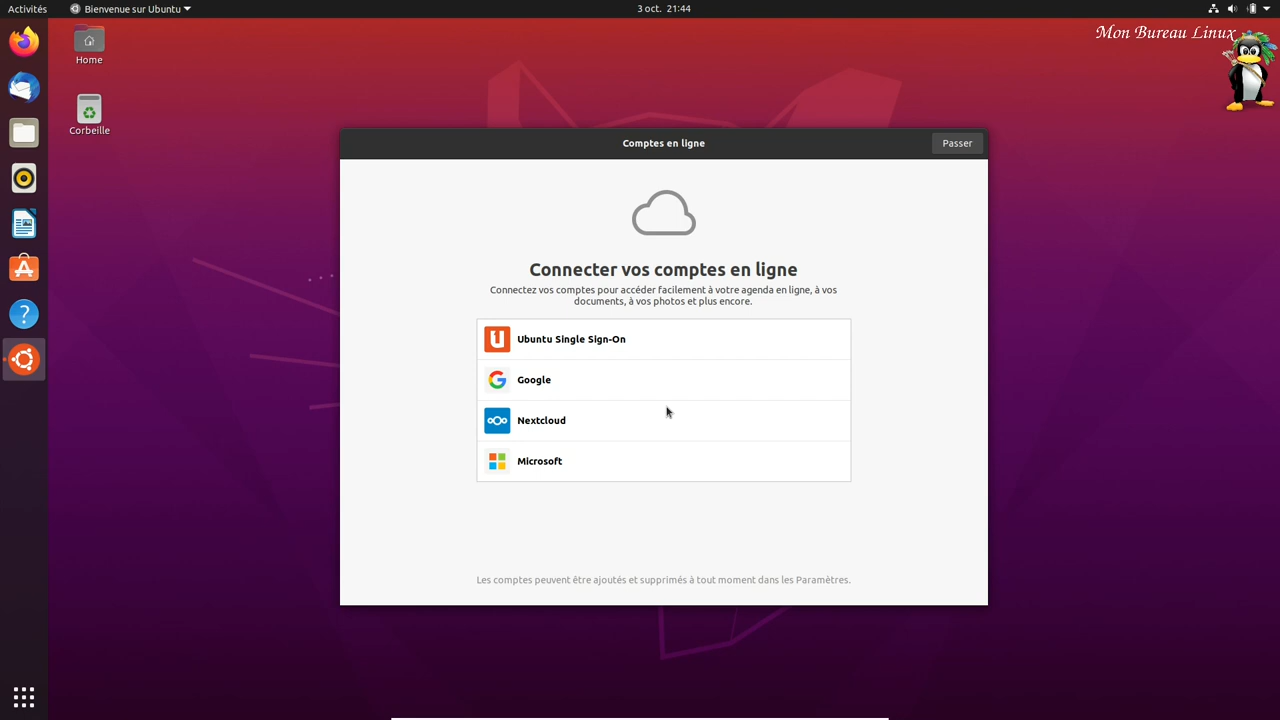 Activités
Bienvenue sur Ubuntu
3 oct. 21:44
Mon Bureau Linux
Home
Corbeille
Comptes en ligne
Passer
Connecter vos comptes en ligne
Connectez vos comptes pour accéder facilement à votre agenda en ligne, à vos
documents, à vos photos et plus encore.
Ubuntu Single Sign-On
Google
Nextcloud
Microsoft
Les comptes peuvent être ajoutés et supprimés à tout moment dans les Paramètres.